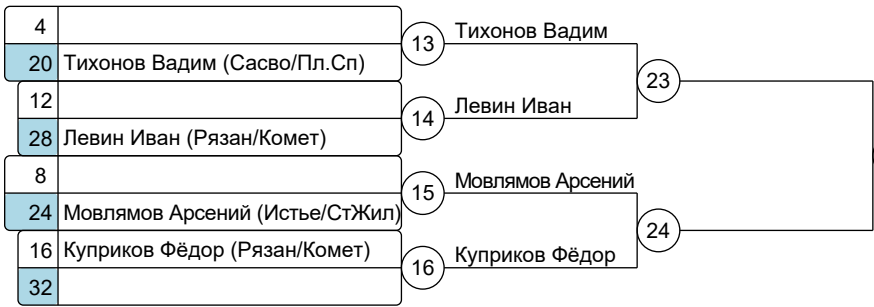 4
13 Тихонов Вадим
20 Тихонов Вадим (Сасво/Пл.Сп)
23
12
14 Левин Иван
28 Левин Иван (Рязан/Комет)
8
15 Мовлямов Арсений
24 Мовлямов Арсений (Истье/СтЖил)
24
16 Куприков Фёдор (Рязан/Комет)
16 Куприков Фёдор
32